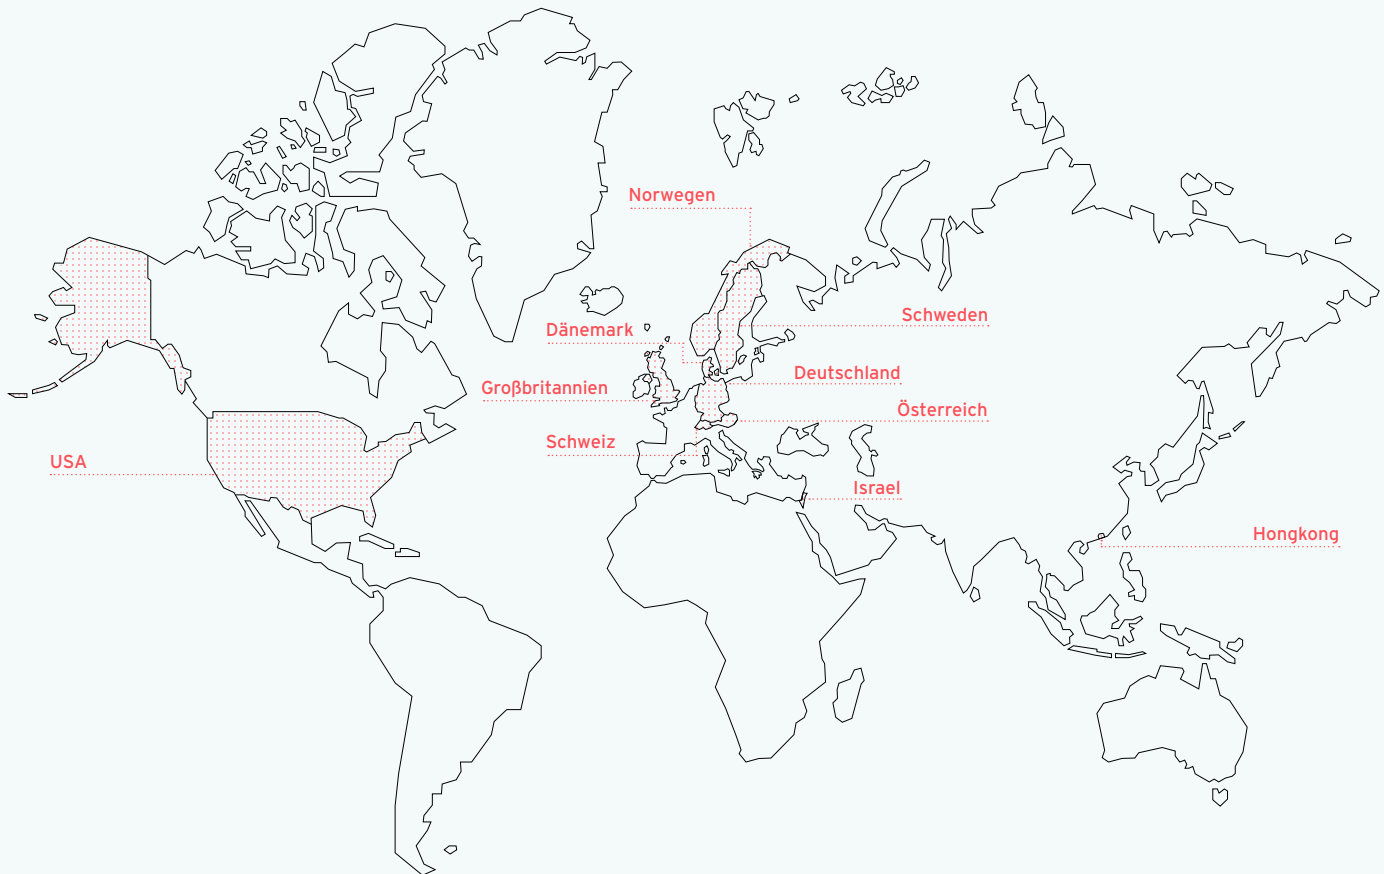 Norwegen
Schweden
Dänemark
Deutschland
Großbritannien
Österreich
Schweiz
USA
Israel
Hongkong